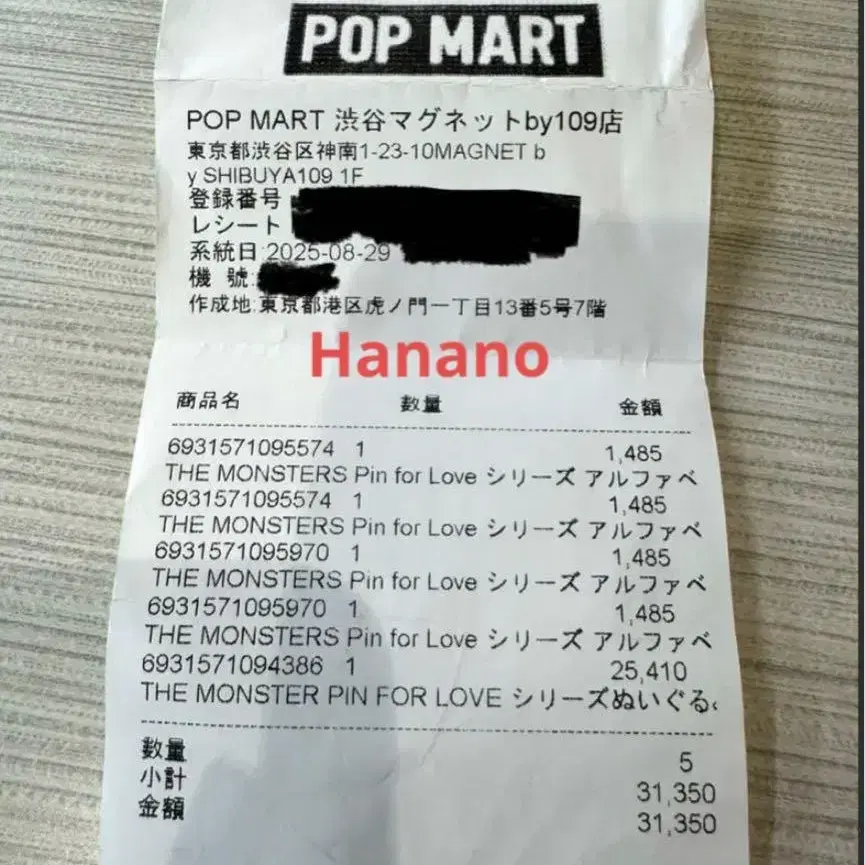 POP MART
POP MART 渋谷マグネットby109店
東京都渋谷区神南1-23-10MAGNET b
y SHIBUYA109 1F
登録番号
レシート
系統日:2025-08-29
機 號:
作成地:東京都港区虎ノ門一丁目13番5号7階
Hanano
商品名 数量 金額
6931571095574 1 1,485
THE MONSTERS Pin for Love シリーズ アルファベ
6931571095574 1 1,485
THE MONSTERS Pin for Love シリーズ アルファベ
6931571095970 1 1,485
THE MONSTERS Pin for Love シリーズ アルファベ
6931571095970 1 1,485
THE MONSTERS Pin for Love シリーズ アルファベ
6931571094386 1 25,410
THE MONSTER PIN FOR LOVE シリーズぬいぐる
数量 5
小計 31,350
金額 31,350